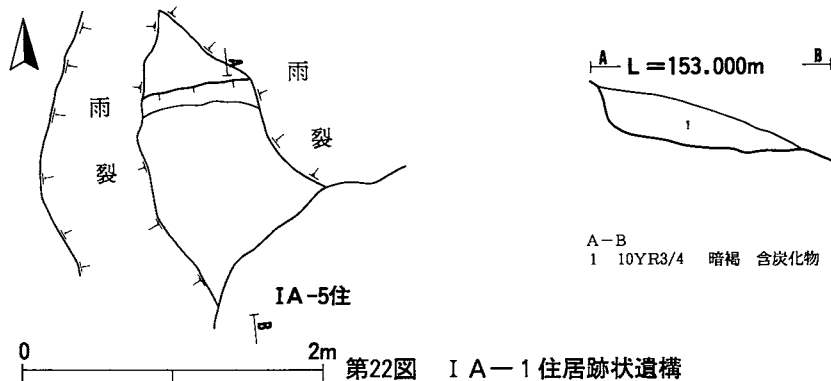 A
雨裂
雨裂
IA-5住
B
A L=153.000m B
1
A-B
1 10YR3/4 暗褐 含炭化物
0 2m
第22図 ⅠA-1住居跡状遺構